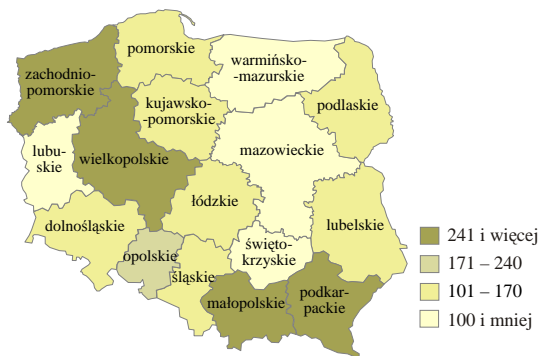 pomorskie
warmińsko-
-mazurskie
zachodnio-
pomorskie
kujawsko-
-pomorskie
podlaskie
lubu-
skie
wielkopolskie
mazowieckie
łódzkie
dolnośląskie
lubelskie
opolskie
święto-
krzyskie
śląskie
małopolskie
podkar-
packie
241 i więcej
171 – 240
101 – 170
100 i mniej